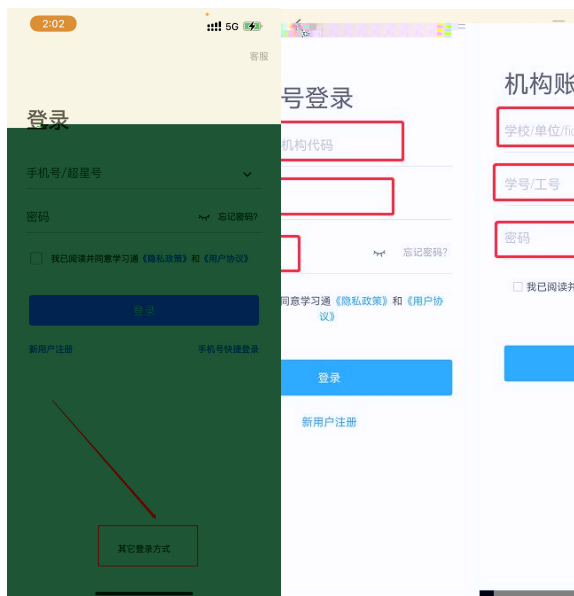 2:02
5G
客服
登录
手机号/超星号
密码
忘记密码?
我已阅读并同意学习通《隐私政策》和《用户协议》
登录
新用户注册
手机号快捷登录
其它登录方式
号登录
机构代码
忘记密码?
同意学习通《隐私政策》和《用户协
议》
登录
新用户注册
机构账
学校/单位/fid
学号/工号
密码
我已阅读并